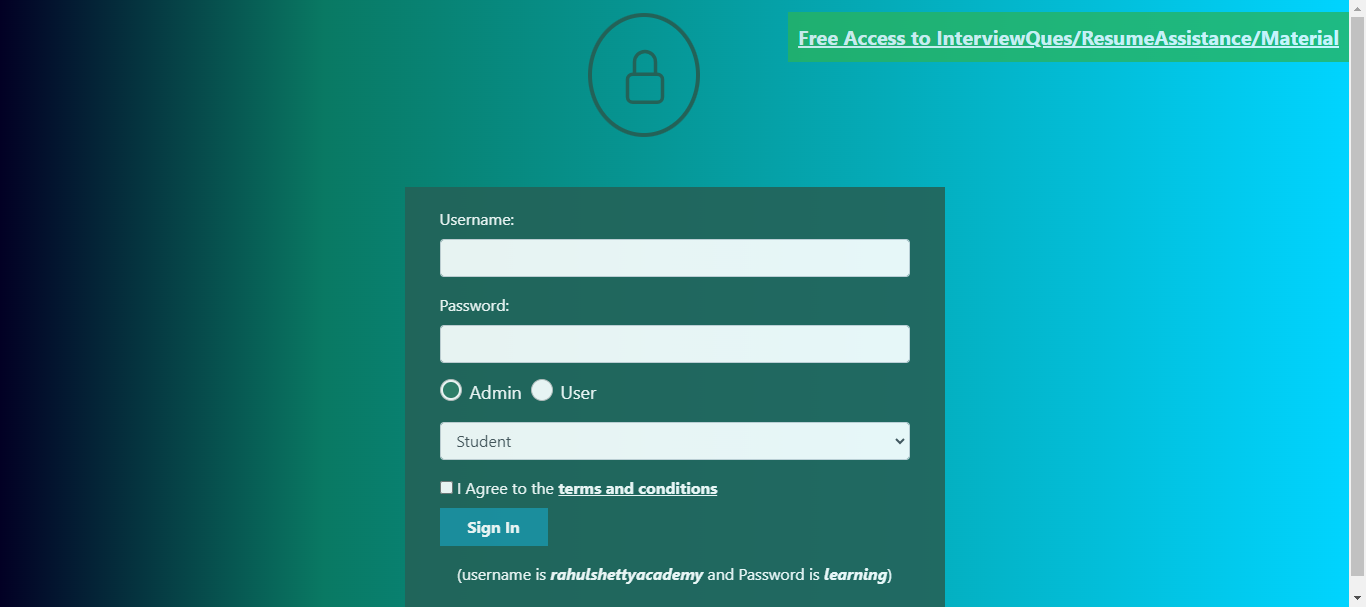 Free Access to InterviewQues/ResumeAssistance/Material
Username:
Password:
Admin User
Student
I Agree to the terms and conditions
Sign In
(username is rahulshettyacademy and Password is learning)